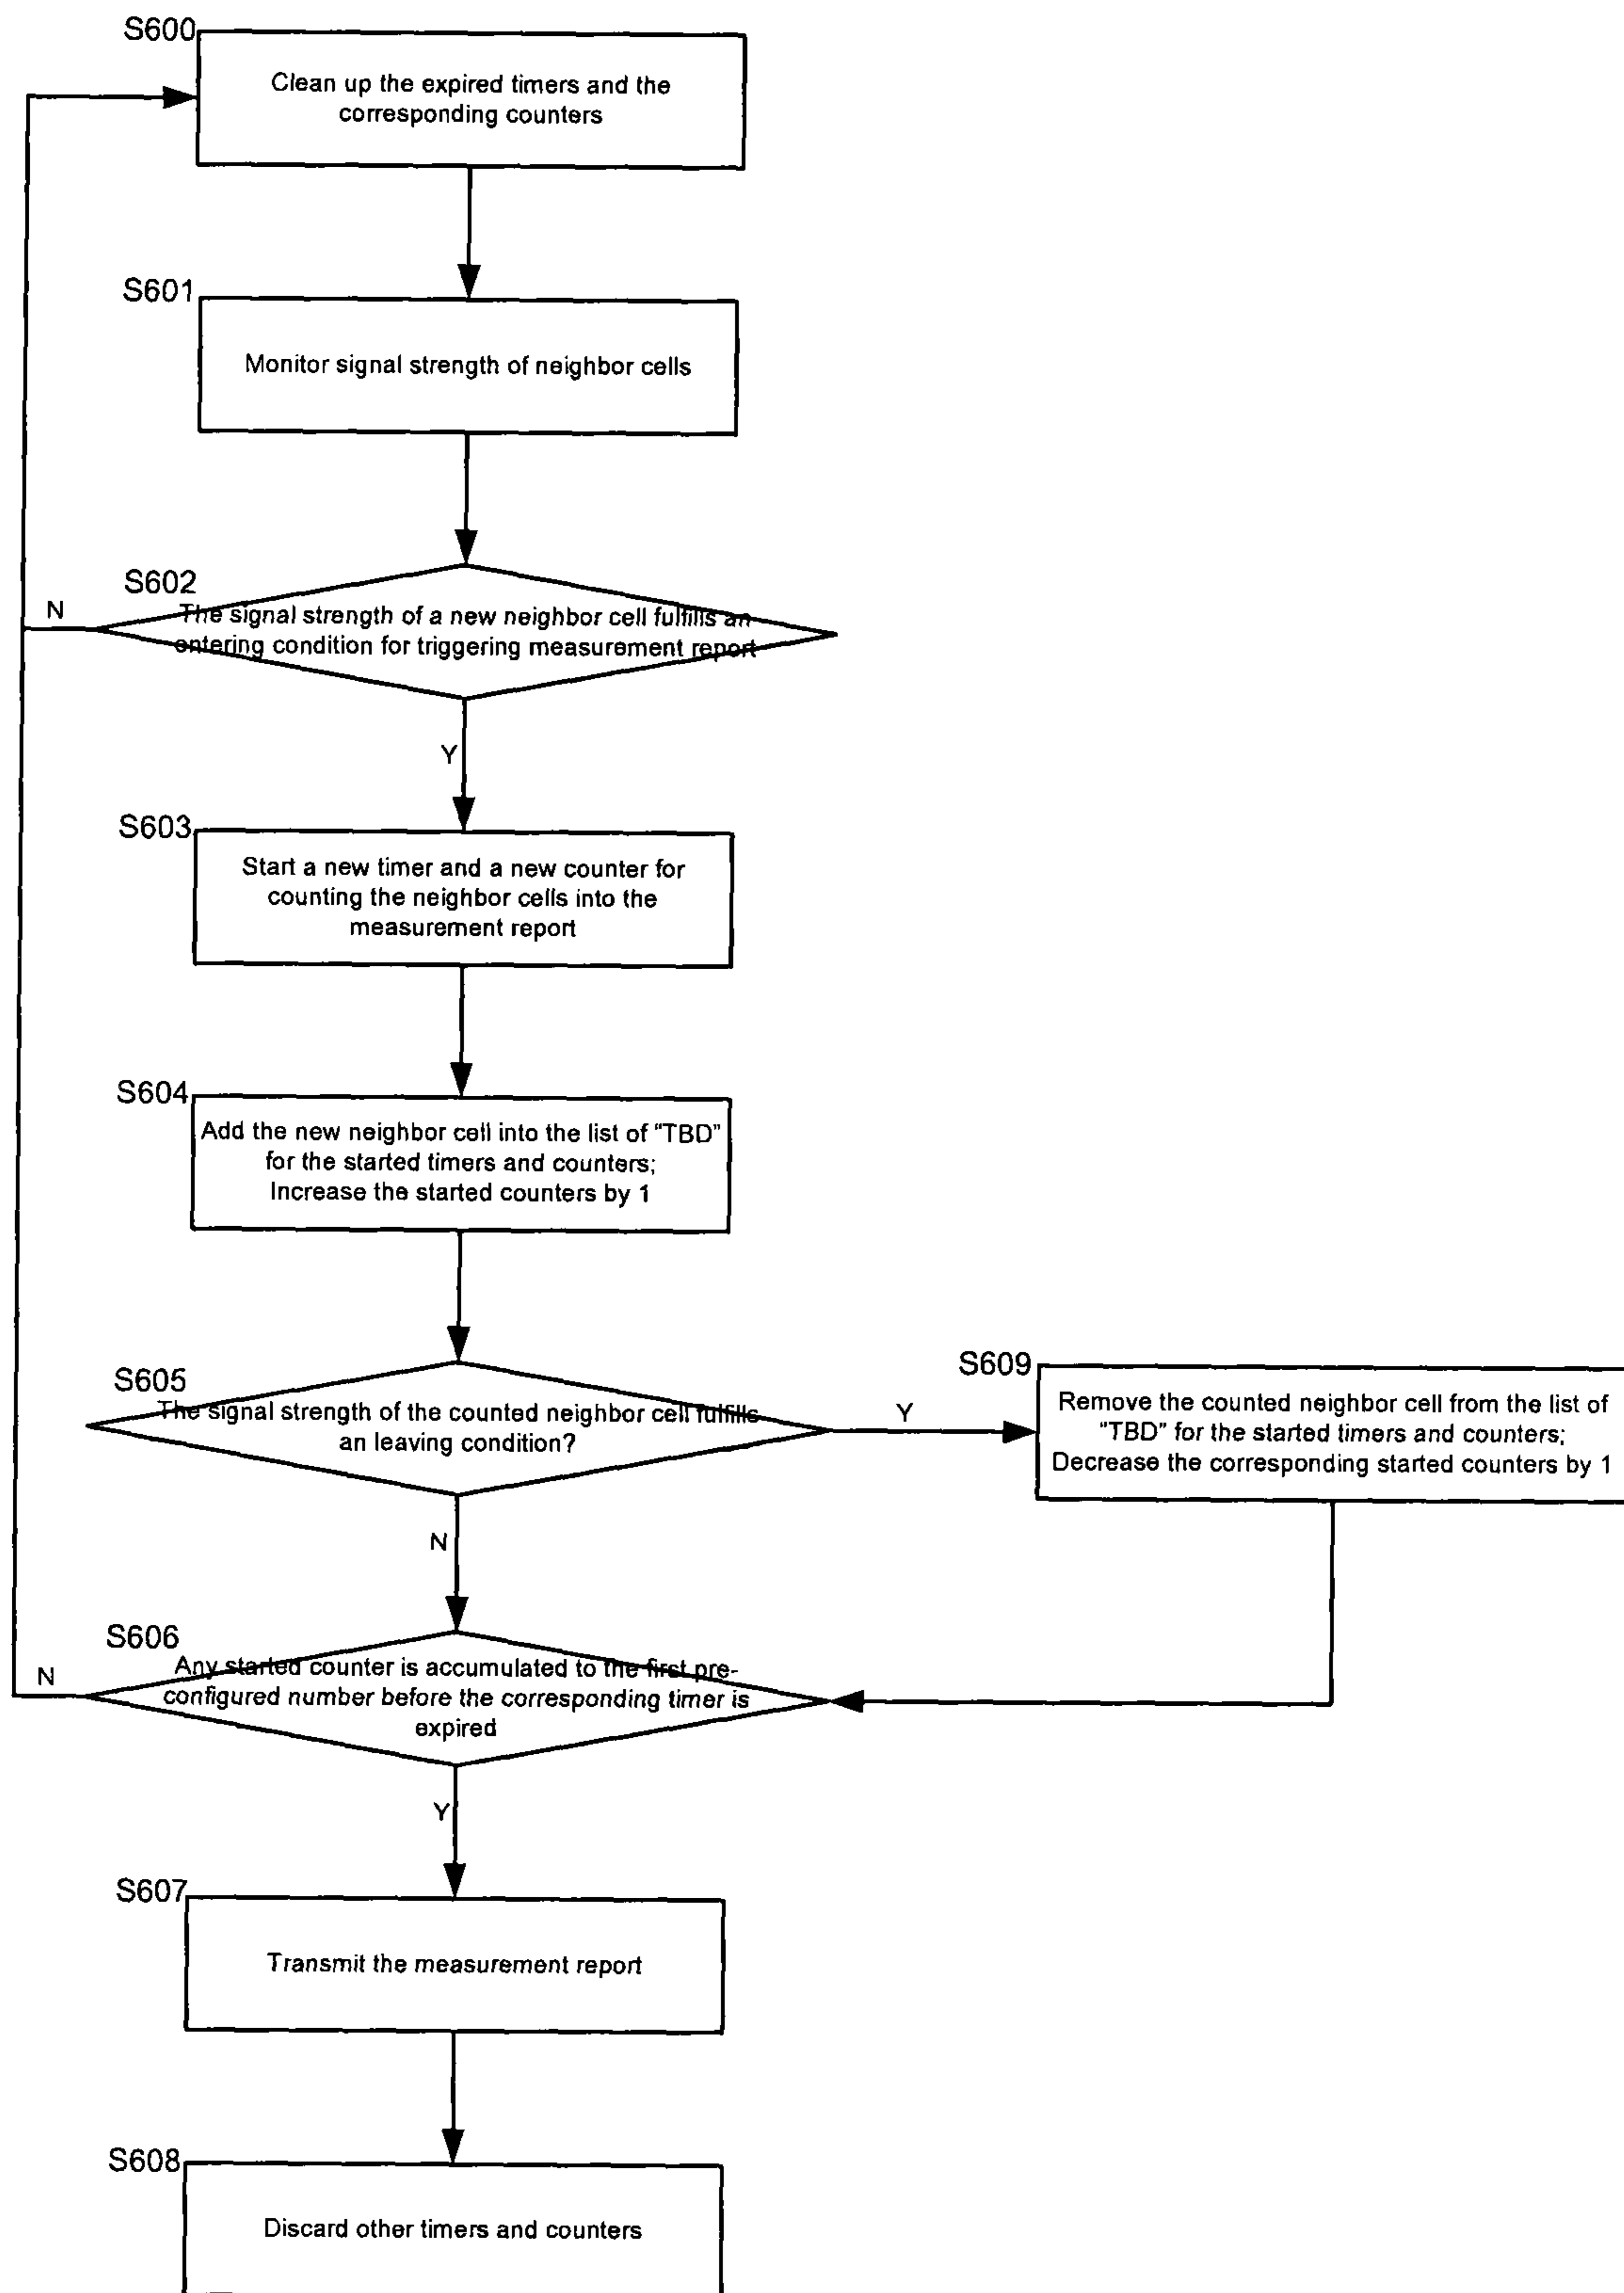 S600
Clean up the expired timers and the
corresponding counters
S601
Monitor signal strength of neighbor cells
S602
The signal strength of a new neighbor cell fulfills an
entering condition for triggering measurement report
N
Y
S603
Start a new timer and a new counter for
counting the neighbor cells into the
measurement report
S604
Add the new neighbor cell into the list of “TBD”
for the started timers and counters;
Increase the started counters by 1
S605
The signal strength of the counted neighbor cell fulfills
an leaving condition?
Y
S609
Remove the counted neighbor cell from the list of
“TBD” for the started timers and counters;
Decrease the corresponding started counters by 1
N
S606
Any started counter is accumulated to the first pre-
configured number before the corresponding timer is
expired
N
Y
S607
Transmit the measurement report
S608
Discard other timers and counters